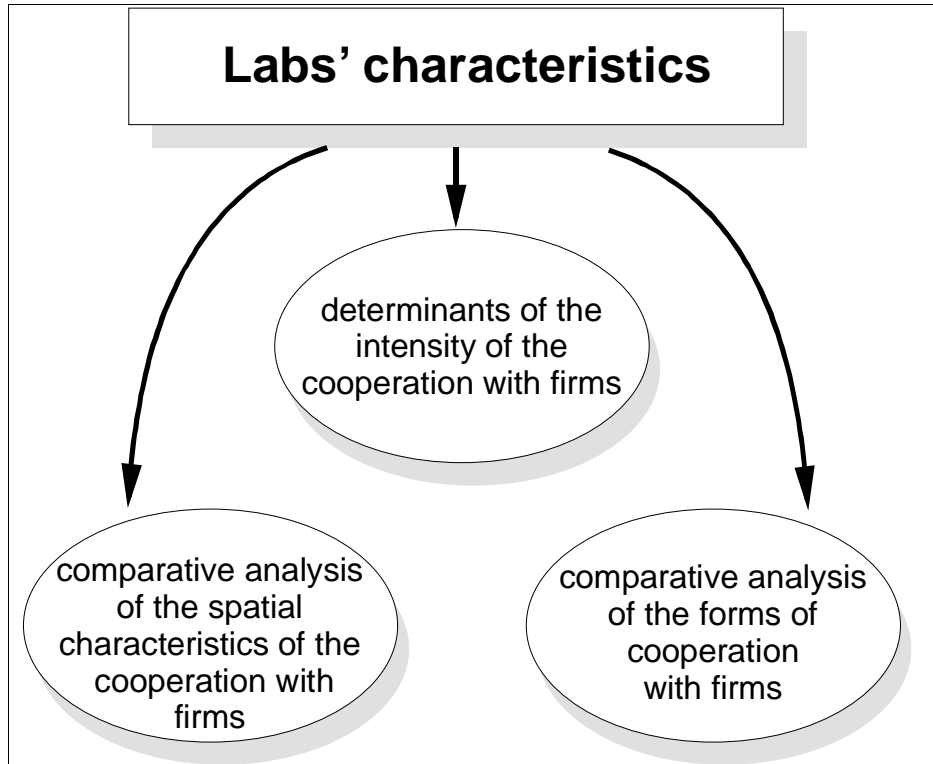 Labs’ characteristics
determinants of the
intensity of the
cooperation with firms
comparative analysis
of the spatial
characteristics of the
cooperation with
firms
comparative analysis
of the forms of
cooperation
with firms